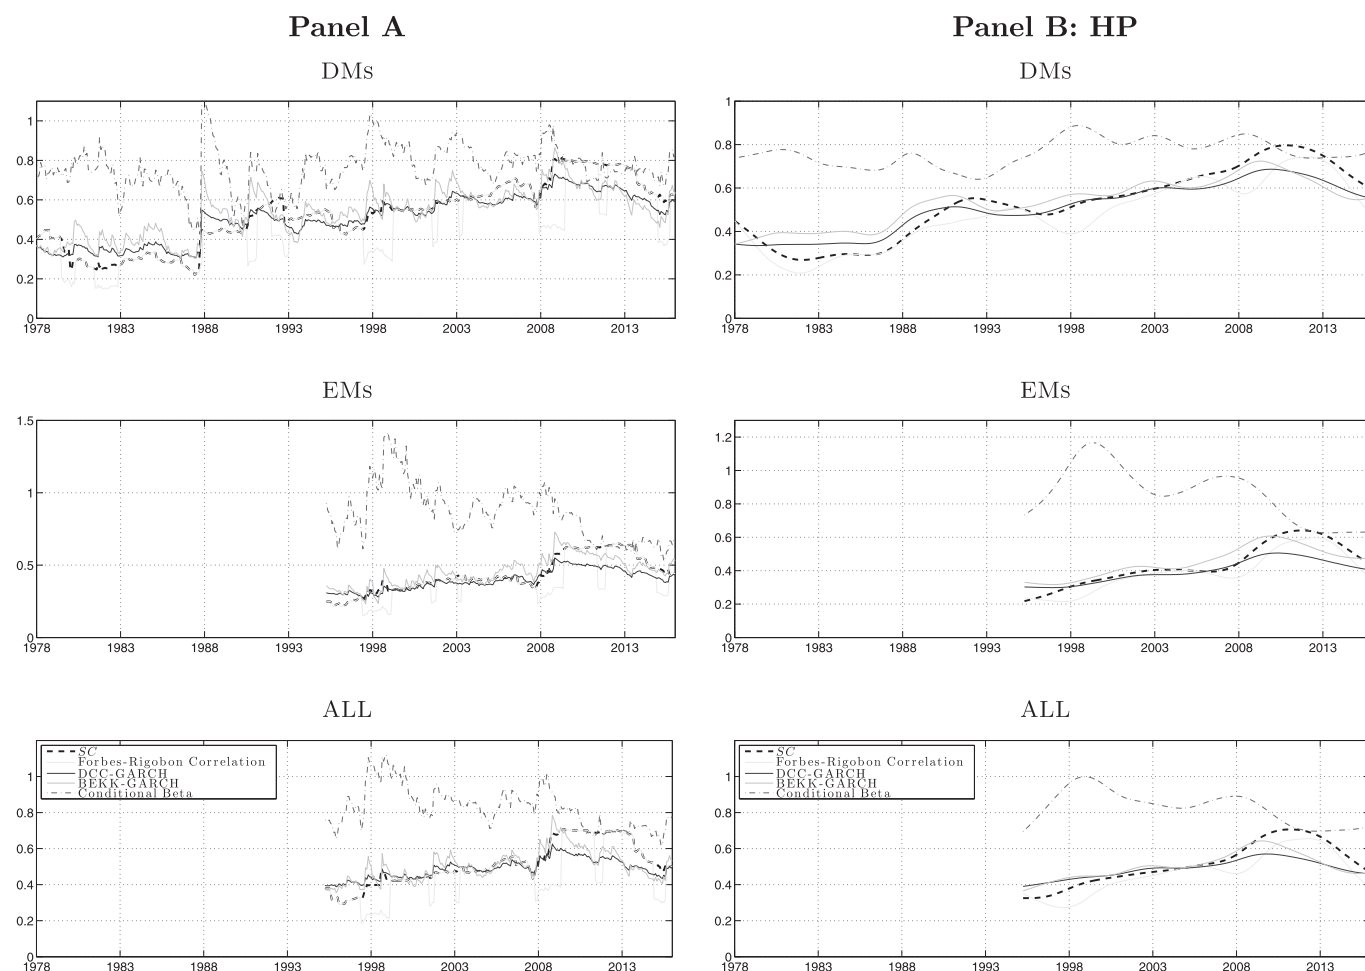 Panel A
DMs
1
0.8
0.6
0.4
0.2
0
1978 1983 1988 1993 1998 2003 2008 2013
EMs
1.5
1
0.5
0
1978 1983 1988 1993 1998 2003 2008 2013
ALL
SC
Forbes-Rigobon Correlation
DCC-GARCH
BEKK-GARCH
Conditional Beta
1
0.8
0.6
0.4
0.2
0
1978 1983 1988 1993 1998 2003 2008 2013
Panel B: HP
DMs
1
0.8
0.6
0.4
0.2
0
1978 1983 1988 1993 1998 2003 2008 2013
EMs
1.2
1
0.8
0.6
0.4
0.2
0
1978 1983 1988 1993 1998 2003 2008 2013
ALL
SC
Forbes-Rigobon Correlation
DCC-GARCH
BEKK-GARCH
Conditional Beta
1
0.8
0.6
0.4
0.2
0
1978 1983 1988 1993 1998 2003 2008 2013